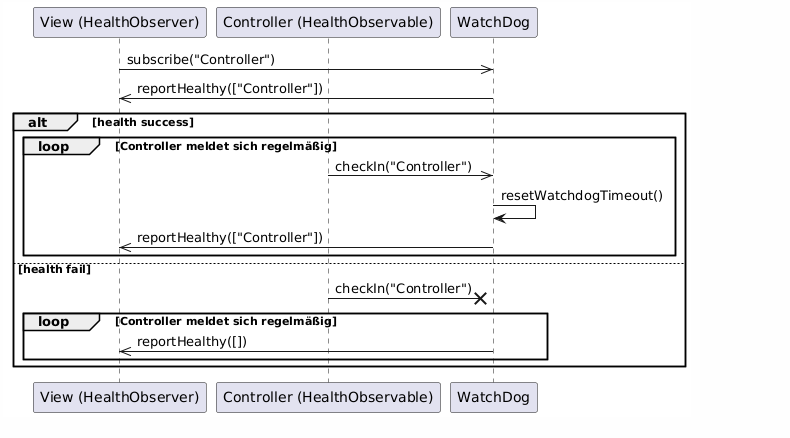 View (HealthObserver) Controller (HealthObservable) WatchDog
subscribe("Controller")
reportHealthy(["Controller"])
alt [health success]
loop [Controller meldet sich regelmäßig]
checkIn("Controller")
resetWatchdogTimeout()
reportHealthy(["Controller"])
[health fail]
checkIn("Controller")
loop [Controller meldet sich regelmäßig]
reportHealthy([])
View (HealthObserver) Controller (HealthObservable) WatchDog